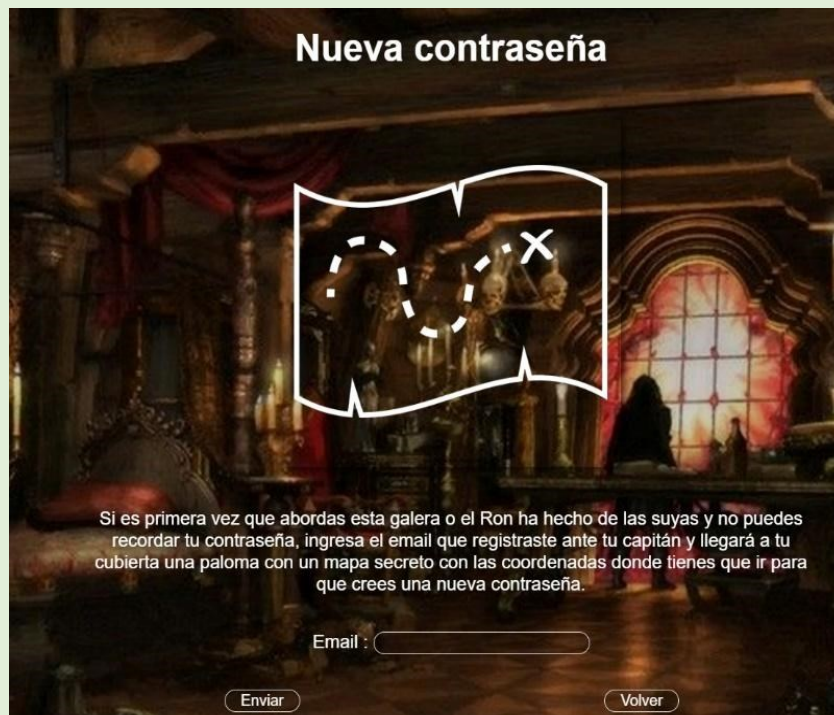 Nueva contraseña
Si es primera vez que abordas esta galera o el Ron ha hecho de las suyas y no puedes
recordar tu contraseña, ingresa el email que registraste ante tu capitán y llegará a tu
cubierta una paloma con un mapa secreto con las coordenadas donde tienes que ir para
que crees una nueva contraseña.
Email :
Enviar
Volver